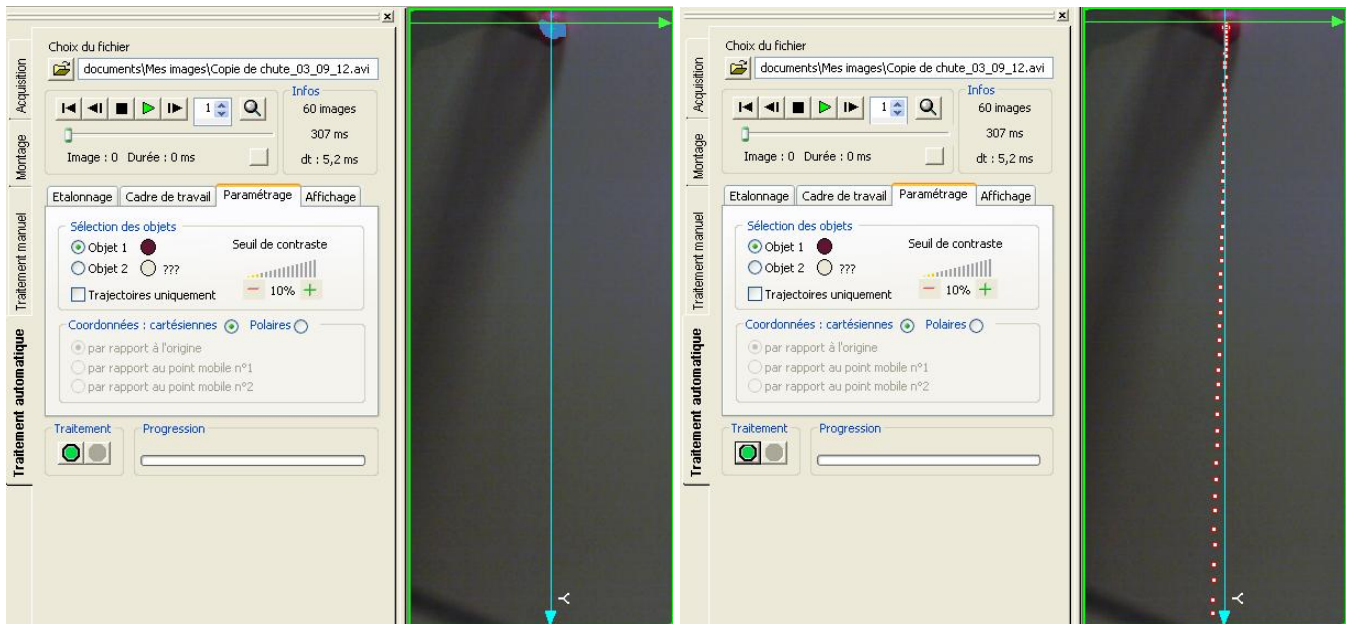 Choix du fichier
documents\Mes images\Copie de chute_03_09_12.avi
Infos
1
60 images
307 ms
Image : 0 Durée : 0 ms
dt : 5,2 ms
Etalonnage Cadre de travail Paramétrage Affichage
Sélection des objets
Objet 1
Seuil de contraste
Objet 2 ???
Trajectoires uniquement
10%
Coordonnées : cartésiennes Polaires
par rapport à l'origine
par rapport au point mobile n°1
par rapport au point mobile n°2
Traitement
Progression
Acquisition
Montage
Traitement manuel
Traitement automatique
Y
Choix du fichier
documents\Mes images\Copie de chute_03_09_12.avi
Infos
1
60 images
307 ms
Image : 0 Durée : 0 ms
dt : 5,2 ms
Etalonnage Cadre de travail Paramétrage Affichage
Sélection des objets
Objet 1
Seuil de contraste
Objet 2 ???
Trajectoires uniquement
10%
Coordonnées : cartésiennes Polaires
par rapport à l'origine
par rapport au point mobile n°1
par rapport au point mobile n°2
Traitement
Progression
Acquisition
Montage
Traitement manuel
Traitement automatique
Y